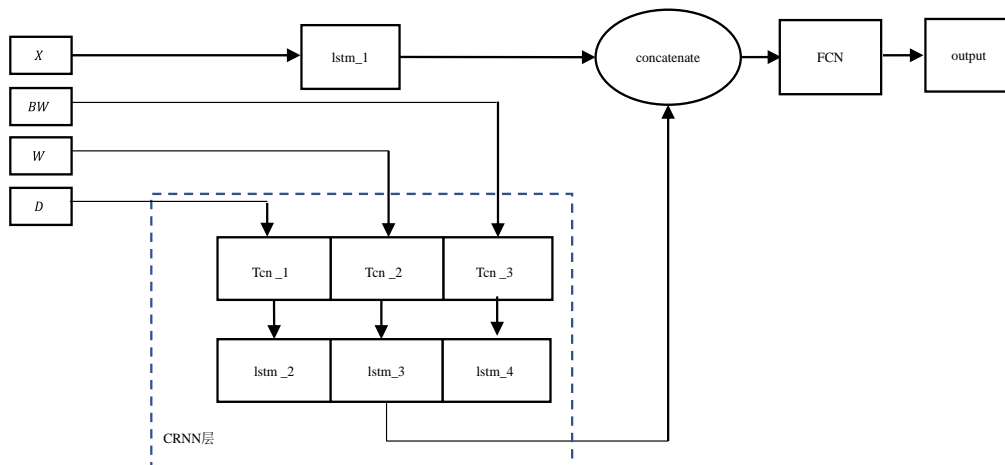 X
lstm_1
concatenate
FCN
output
BW
W
D
Tcn _1
Tcn _2
Tcn _3
lstm _2
lstm_3
lstm_4
CRNN层